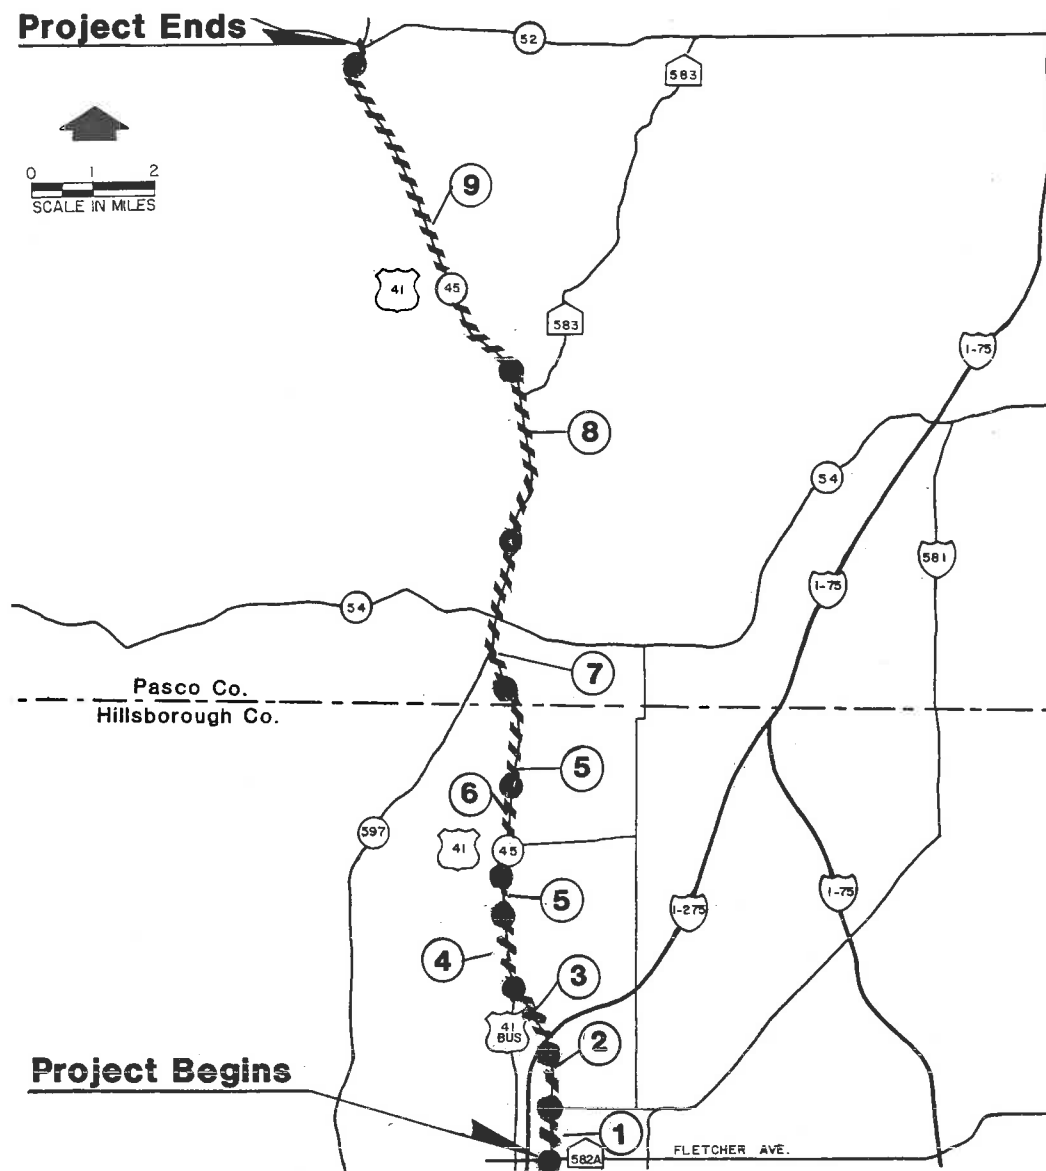 Project Ends
52
583
0 1 2
SCALE IN MILES
9
41
45
583
I-75
8
54
I-75
581
54
7
Pasco Co.
Hillsborough Co.
5
6
597
41
45
5
I-275
I-75
4
3
41
BUS
2
Project Begins
1
582A
FLETCHER AVE.